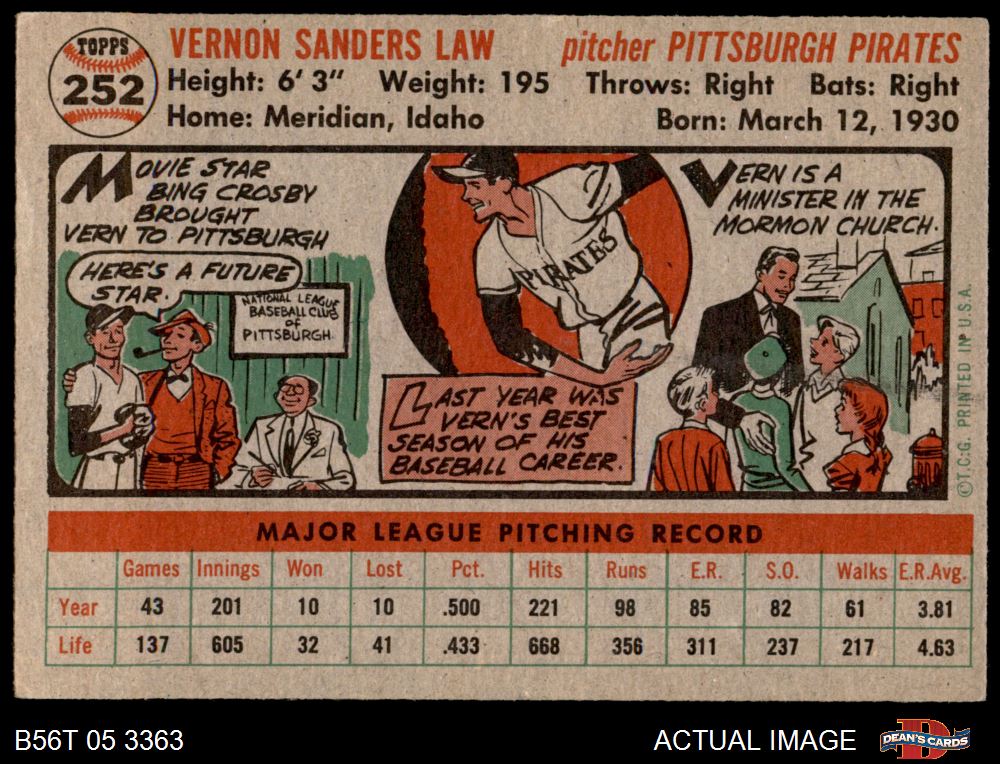 TOPPS
252
VERNON SANDERS LAW pitcher PITTSBURGH PIRATES
Height: 6' 3" Weight: 195 Throws: Right Bats: Right
Home: Meridian, Idaho Born: March 12, 1930
MOVIE STAR
BING CROSBY
BROUGHT
VERN TO PITTSBURGH
HERE'S A FUTURE
STAR.
NATIONAL LEAGUE
BASEBALL CLUB
OF
PITTSBURGH.
PIRATES
LAST YEAR WAS
VERN'S BEST
SEASON OF HIS
BASEBALL CAREER.
VERN IS A
MINISTER IN THE
MORMON CHURCH.
©T.C.G. PRINTED IN U.S.A.
MAJOR LEAGUE PITCHING RECORD
Games Innings Won Lost Pct. Hits Runs E.R. S.O. Walks E.R.Avg.
Year 43 201 10 10 .500 221 98 85 82 61 3.81
Life 137 605 32 41 .433 668 356 311 237 217 4.63
B56T 05 3363 ACTUAL IMAGE D DEAN'S CARDS